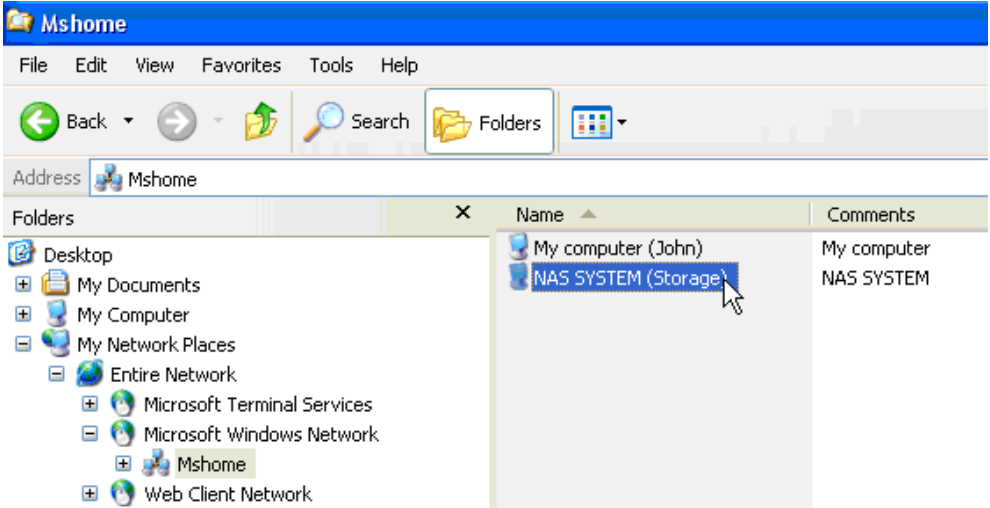 Mshome
File Edit View Favorites Tools Help
Back Search Folders
Address Mshome
Folders
Desktop
My Documents
My Computer
My Network Places
Entire Network
Microsoft Terminal Services
Microsoft Windows Network
Mshome
Web Client Network
Name Comments
My computer (John) My computer
NAS SYSTEM (Storage) NAS SYSTEM